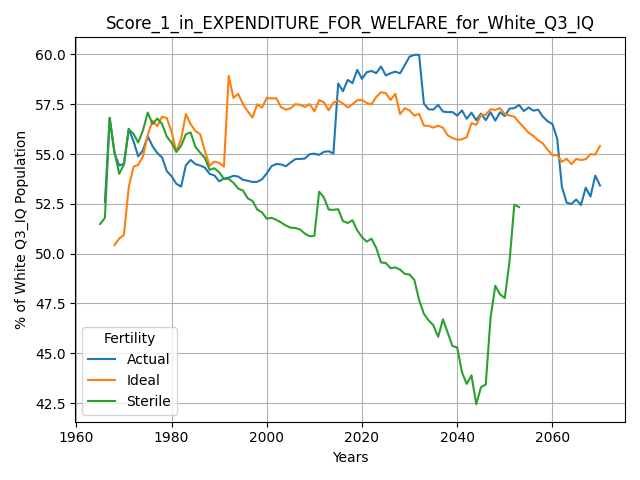 Score_1_in_EXPENDITURE_FOR_WELFARE_for_White_Q3_IQ
% of White Q3_IQ Population
60.0
57.5
55.0
52.5
50.0
47.5
45.0
42.5
Fertility
Actual
Ideal
Sterile
1960 1980 2000 2020 2040 2060
Years